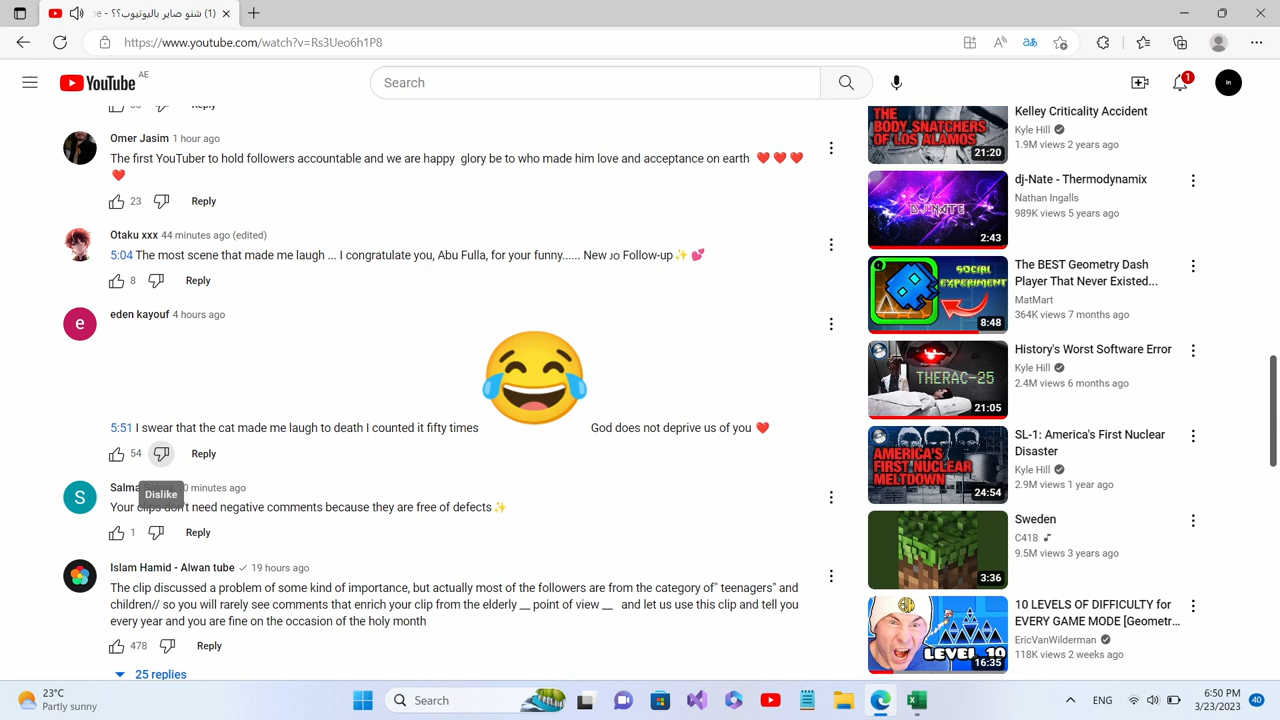 (1) شنو صاير باليوتيوب؟؟ - e
https://www.youtube.com/watch?v=Rs3Ueo6h1P8
YouTube AE
Search
1
in
Reply
Omer Jasim 1 hour ago
The first YouTuber to hold followers accountable and we are happy glory be to who made him love and acceptance on earth ❤️ ❤️ ❤️
❤️
23 Reply
Otaku xxx 44 minutes ago (edited)
5:04 The most scene that made me laugh ... I congratulate you, Abu Fulla, for your funny...... New ᴊo Follow-up ✨ 💕
8 Reply
eden kayouf 4 hours ago
5:51 I swear that the cat made me laugh to death I counted it fifty times 😂 God does not deprive us of you ❤️
54 Reply
Dislike
Salma 0 minutes ago
Your clips don't need negative comments because they are free of defects✨
1 Reply
Islam Hamid - Alwan tube 19 hours ago
The clip discussed a problem of some kind of importance, but actually most of the followers are from the category of" teenagers" and
children// so you will rarely see comments that enrich your clip from the elderly __ point of view __ and let us use this clip and tell you
every year and you are fine on the occasion of the holy month
478 Reply
25 replies
THE
BODY SNATCHERS
OF LOS ALAMOS
21:20
Kelley Criticality Accident
Kyle Hill
1.9M views 2 years ago
DJ-NATE
2:43
dj-Nate - Thermodynamix
Nathan Ingalls
989K views 5 years ago
SOCIAL
EXPERIMENT
8:48
The BEST Geometry Dash
Player That Never Existed...
MatMart
364K views 7 months ago
THERAC-25
21:05
History's Worst Software Error
Kyle Hill
2.4M views 6 months ago
AMERICA'S
FIRST NUCLEAR
MELTDOWN
24:54
SL-1: America's First Nuclear
Disaster
Kyle Hill
2.9M views 1 year ago
3:36
Sweden
C418
9.5M views 3 years ago
LEVEL 10
16:35
10 LEVELS OF DIFFICULTY for
EVERY GAME MODE [Geometr...
EricVanWilderman
118K views 2 weeks ago
23°C
Partly sunny
Search
ENG
6:50 PM
3/23/2023
40